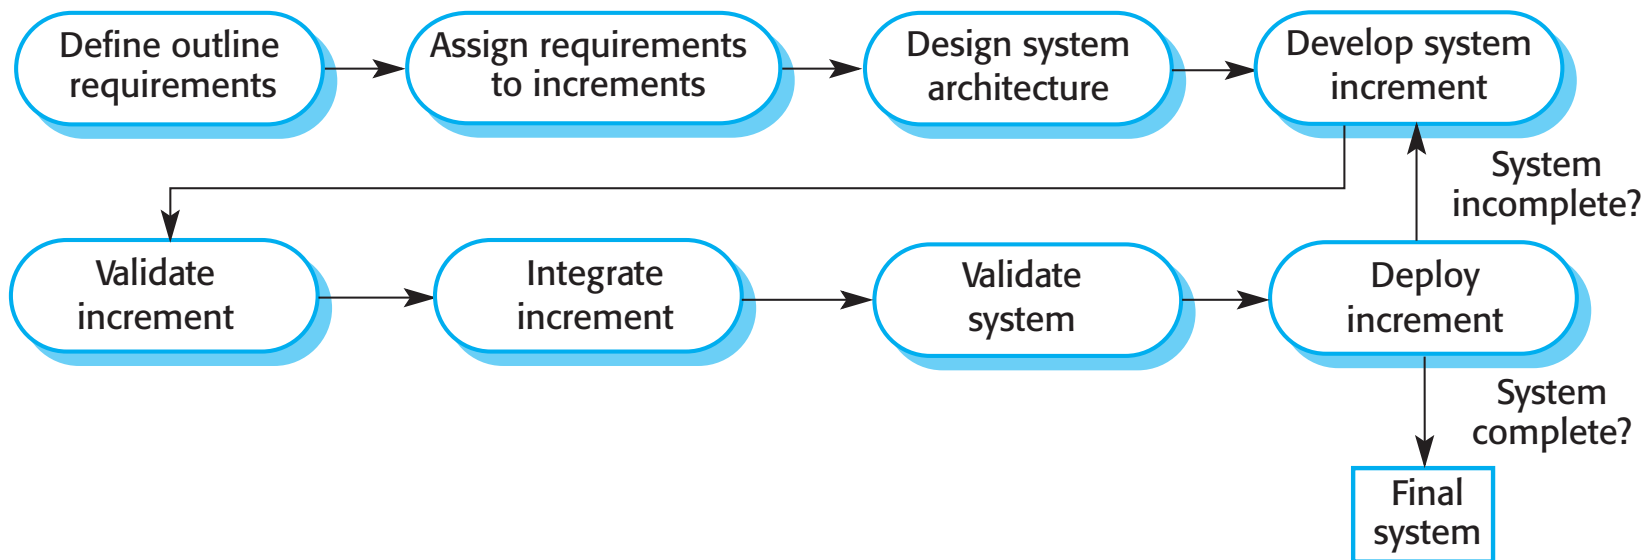 Define outline
requirements
Assign requirements
to increments
Design system
architecture
Develop system
increment
System
incomplete?
Validate
increment
Integrate
increment
Validate
system
Deploy
increment
System
complete?
Final
system